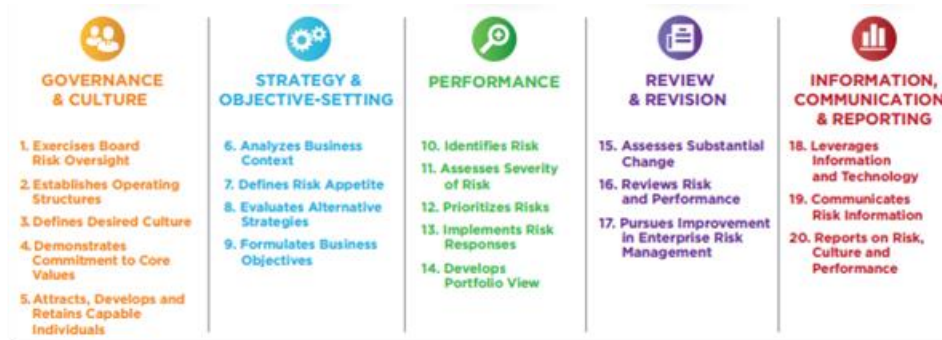 GOVERNANCE
& CULTURE
1. Exercises Board
Risk Oversight
2. Establishes Operating
Structures
3. Defines Desired Culture
4. Demonstrates
Commitment to Core
Values
5. Attracts, Develops and
Retains Capable
Individuals
STRATEGY &
OBJECTIVE-SETTING
6. Analyzes Business
Context
7. Defines Risk Appetite
8. Evaluates Alternative
Strategies
9. Formulates Business
Objectives
PERFORMANCE
10. Identifies Risk
11. Assesses Severity
of Risk
12. Prioritizes Risks
13. Implements Risk
Responses
14. Develops
Portfolio View
REVIEW
& REVISION
15. Assesses Substantial
Change
16. Reviews Risk
and Performance
17. Pursues Improvement
in Enterprise Risk
Management
INFORMATION,
COMMUNICATION
& REPORTING
18. Leverages
Information
and Technology
19. Communicates
Risk Information
20. Reports on Risk,
Culture and
Performance